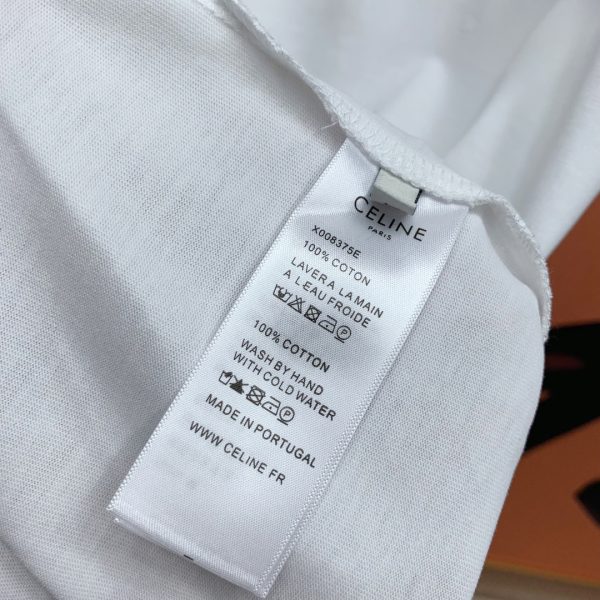 CELINE
PARIS
X008375E
100% COTON
LAVER A LA MAIN
A L EAU FROIDE
100% COTTON
WASH BY HAND
WITH COLD WATER
MADE IN PORTUGAL
WWW CELINE FR